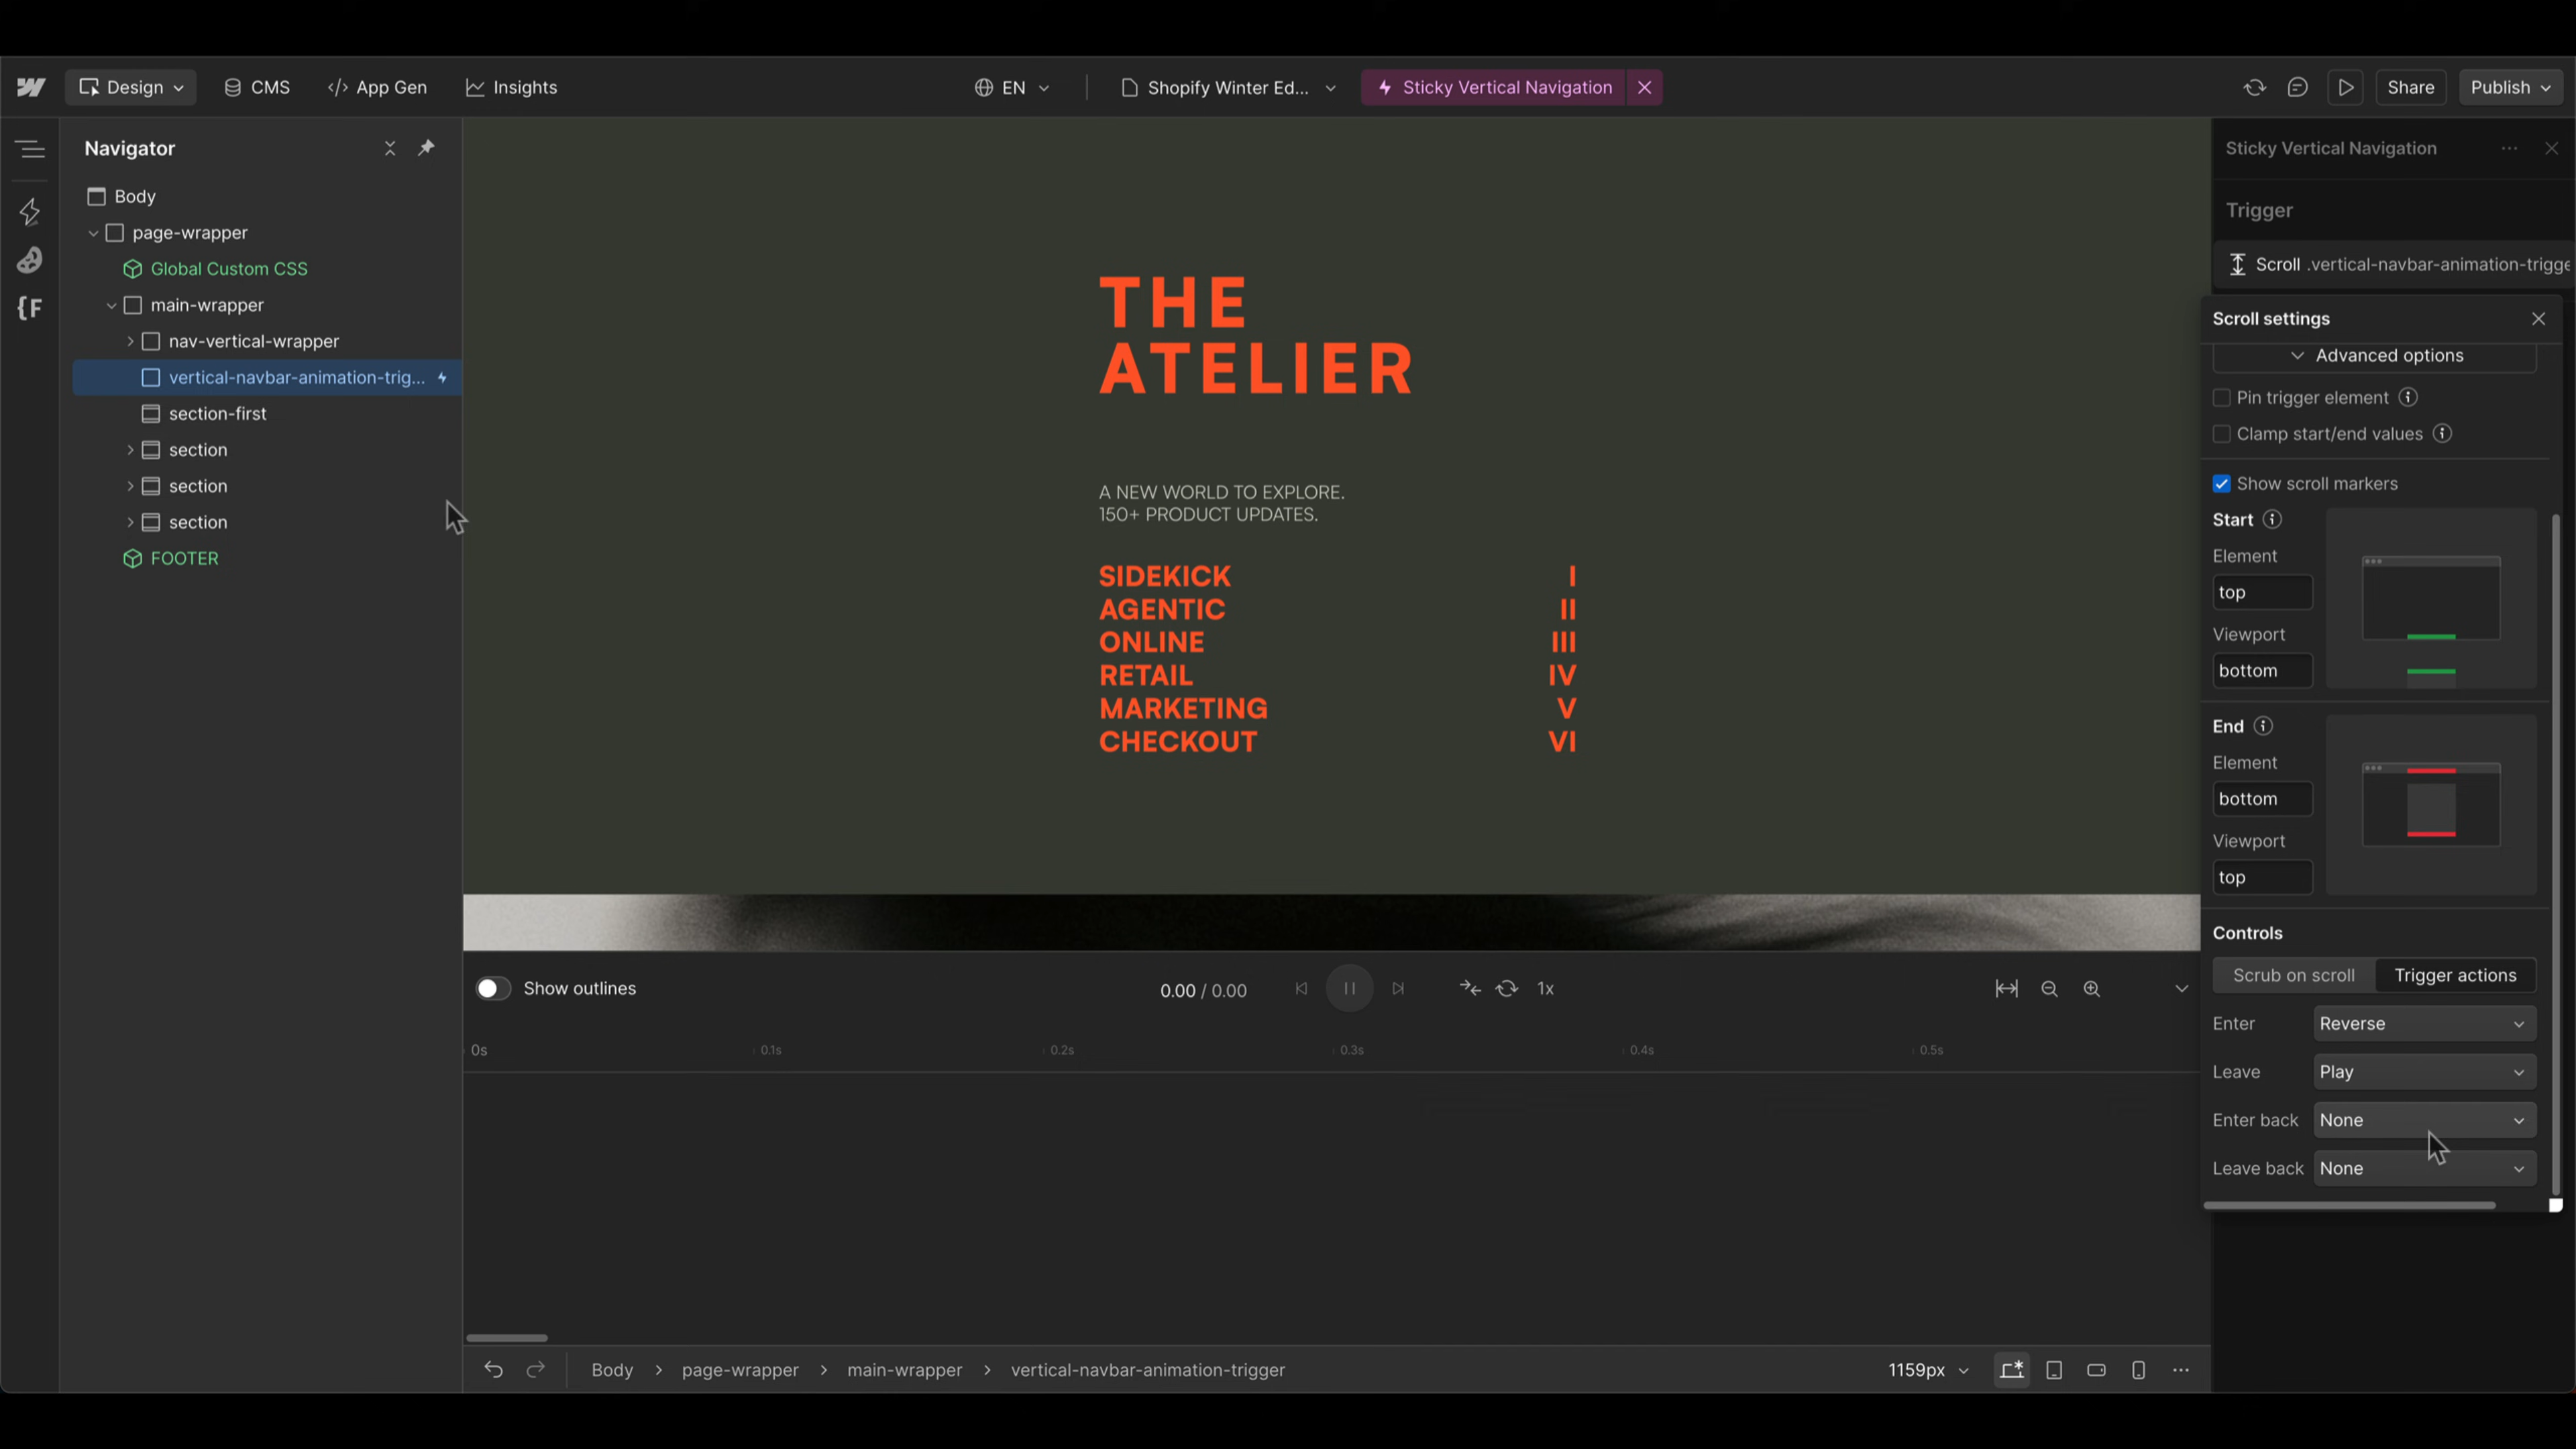 Design
CMS
</> App Gen
Insights
EN
Shopify Winter Ed...
Sticky Vertical Navigation
Share
Publish
Navigator
Body
page-wrapper
Global Custom CSS
main-wrapper
nav-vertical-wrapper
vertical-navbar-animation-trig...
section-first
section
section
section
FOOTER
{F
THE
ATELIER
A NEW WORLD TO EXPLORE.
150+ PRODUCT UPDATES.
SIDEKICK I
AGENTIC II
ONLINE III
RETAIL IV
MARKETING V
CHECKOUT VI
Show outlines
0.00 / 0.00
1x
0s 0.1s 0.2s 0.3s 0.4s 0.5s
Body > page-wrapper > main-wrapper > vertical-navbar-animation-trigger
1159px
Sticky Vertical Navigation
Trigger
Scroll .vertical-navbar-animation-trigge
Scroll settings
Advanced options
Pin trigger element
Clamp start/end values
Show scroll markers
Start
Element
top
Viewport
bottom
End
Element
bottom
Viewport
top
Controls
Scrub on scroll Trigger actions
Enter Reverse
Leave Play
Enter back None
Leave back None